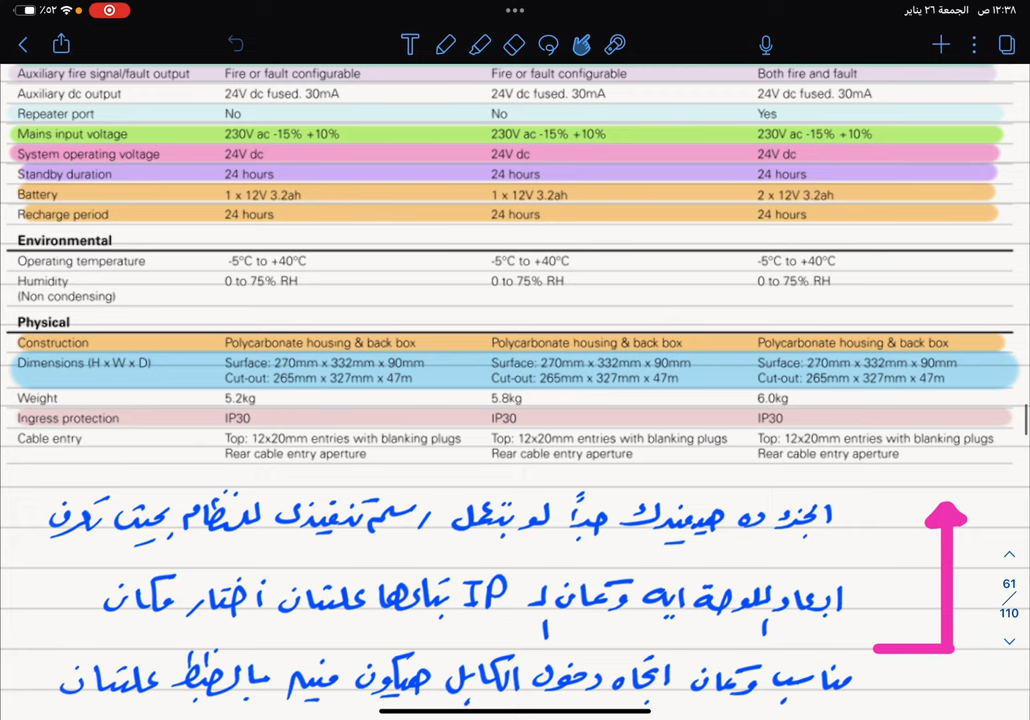 ١٢:٣٨ ص الجمعة ٢٦ يناير
٥٢٪
Auxiliary fire signal/fault output Fire or fault configurable Fire or fault configurable Both fire and fault
Auxiliary dc output 24V dc fused. 30mA 24V dc fused. 30mA 24V dc fused. 30mA
Repeater port No No Yes
Mains input voltage 230V ac -15% +10% 230V ac -15% +10% 230V ac -15% +10%
System operating voltage 24V dc 24V dc 24V dc
Standby duration 24 hours 24 hours 24 hours
Battery 1 x 12V 3.2ah 1 x 12V 3.2ah 2 x 12V 3.2ah
Recharge period 24 hours 24 hours 24 hours
Environmental
Operating temperature -5°C to +40°C -5°C to +40°C -5°C to +40°C
Humidity 0 to 75% RH 0 to 75% RH 0 to 75% RH
(Non condensing)
Physical
Construction Polycarbonate housing & back box Polycarbonate housing & back box Polycarbonate housing & back box
Dimensions (H x W x D) Surface: 270mm x 332mm x 90mm Surface: 270mm x 332mm x 90mm Surface: 270mm x 332mm x 90mm
Cut-out: 265mm x 327mm x 47m Cut-out: 265mm x 327mm x 47m Cut-out: 265mm x 327mm x 47m
Weight 5.2kg 5.8kg 6.0kg
Ingress protection IP30 IP30 IP30
Cable entry Top: 12x20mm entries with blanking plugs Top: 12x20mm entries with blanking plugs Top: 12x20mm entries with blanking plugs
Rear cable entry aperture Rear cable entry aperture Rear cable entry aperture
الجزء ده هيفيدك جداً لو بتعمل رسم تنفيذى للنظام بحيث تعرف
ابعاد اللوحة ايه وكمان لـ IP بتاعها علشان أختار مكان
مناسب وكمان اتجاه دخول الكابل هيكون منين بالظبط علشان
61
110